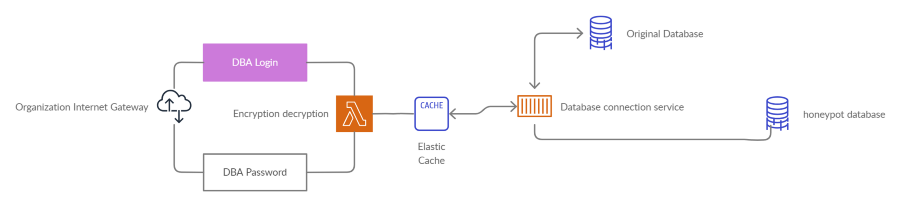 Original Database
DBA Login
CACHE
Organization Internet Gateway
Encryption decryption
Database connection service
honeypot database
Elastic
Cache
DBA Password